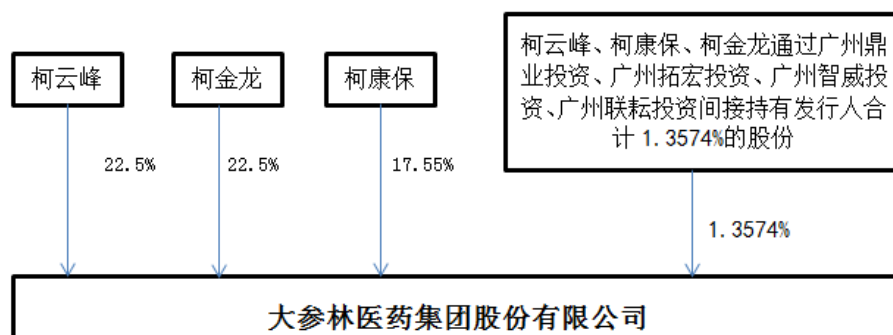 柯云峰
柯金龙
柯康保
柯云峰、柯康保、柯金龙通过广州鼎
业投资、广州拓宏投资、广州智威投
资、广州联耘投资间接持有发行人合
计 1.3574%的股份
22.5%
22.5%
17.55%
1.3574%
大参林医药集团股份有限公司